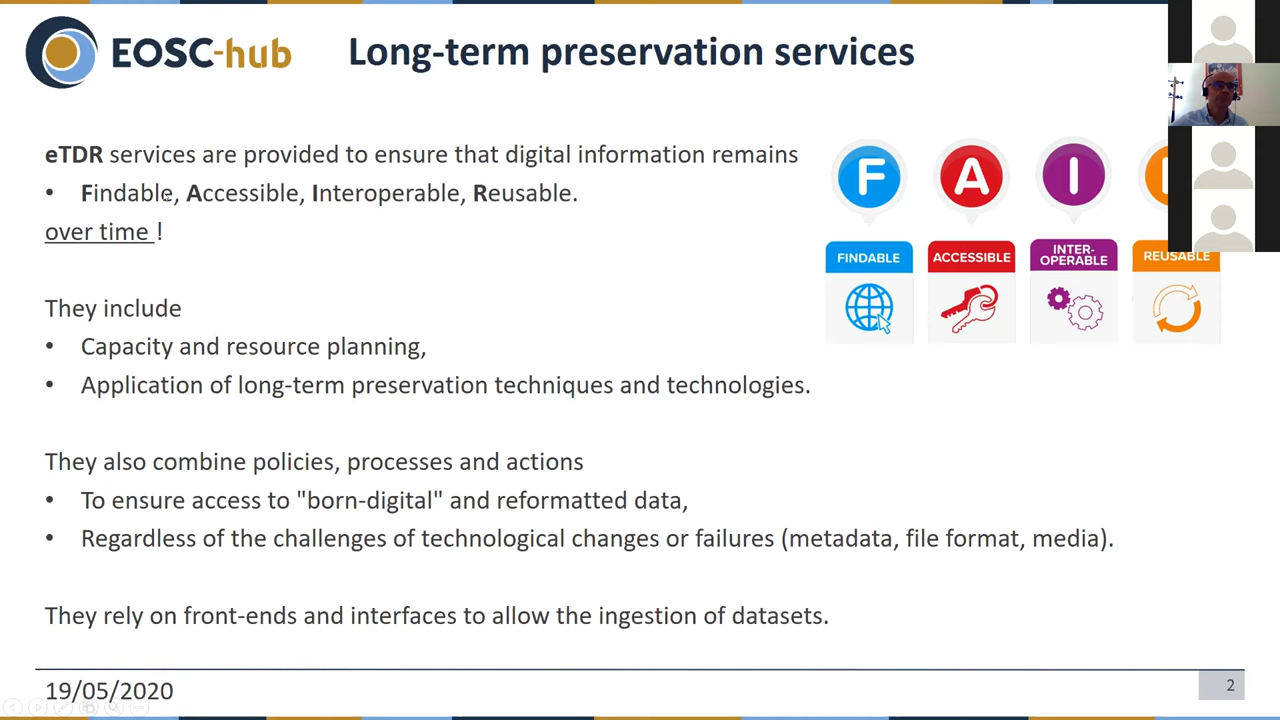 EOSC-hub
Long-term preservation services
eTDR services are provided to ensure that digital information remains
• Findable, Accessible, Interoperable, Reusable.
over time !
They include
• Capacity and resource planning,
• Application of long-term preservation techniques and technologies.
They also combine policies, processes and actions
• To ensure access to "born-digital" and reformatted data,
• Regardless of the challenges of technological changes or failures (metadata, file format, media).
They rely on front-ends and interfaces to allow the ingestion of datasets.
F A I
FINDABLE
ACCESSIBLE
INTER-
OPERABLE
REUSABLE
19/05/2020
2